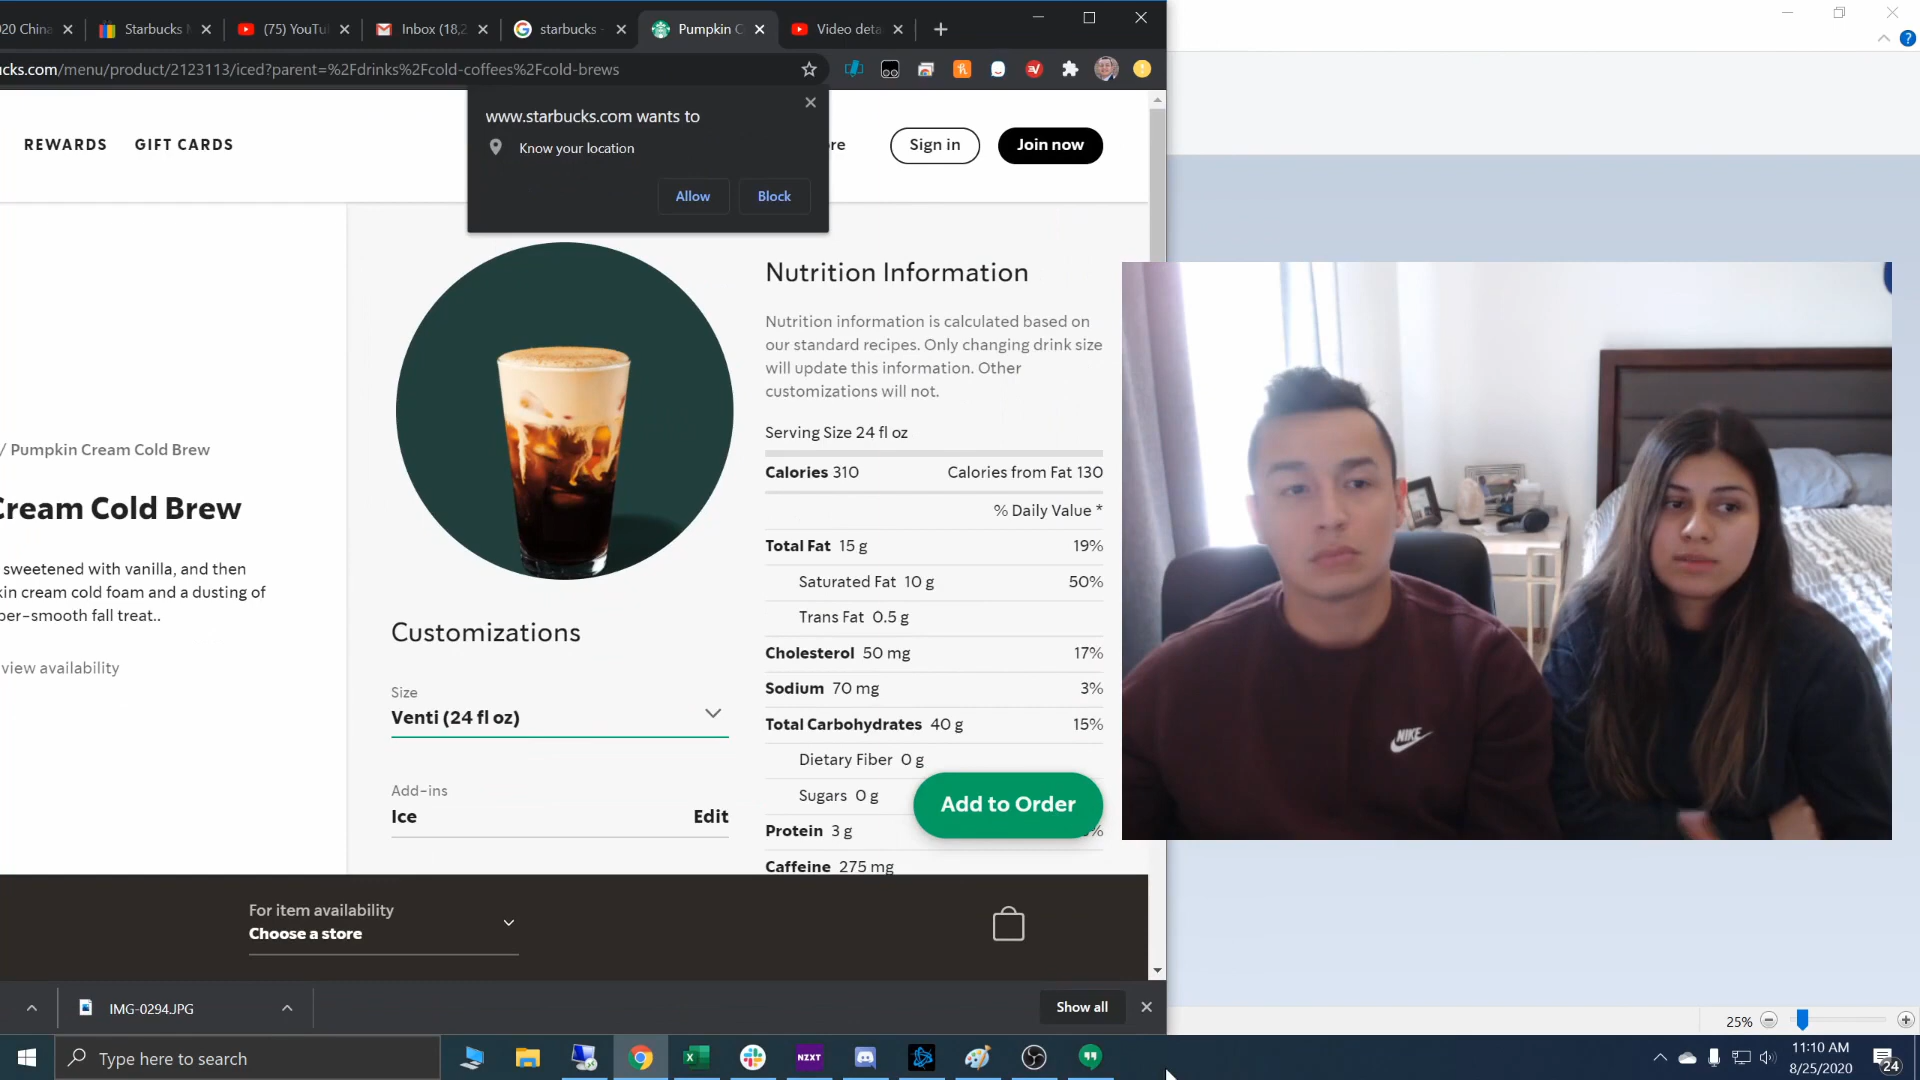 020 China
Starbucks
(75) YouTu
Inbox (18,2
starbucks -
Pumpkin C
Video deta
cks.com/menu/product/2123113/iced?parent=%2Fdrinks%2Fcold-coffees%2Fcold-brews
www.starbucks.com wants to
Know your location
Allow
Block
REWARDS
GIFT CARDS
Sign in
Join now
/ Pumpkin Cream Cold Brew
Cream Cold Brew
sweetened with vanilla, and then
kin cream cold foam and a dusting of
per-smooth fall treat..
view availability
Customizations
Size
Venti (24 fl oz)
Add-ins
Ice
Edit
Nutrition Information
Nutrition information is calculated based on
our standard recipes. Only changing drink size
will update this information. Other
customizations will not.
Serving Size 24 fl oz
Calories 310 Calories from Fat 130
% Daily Value *
Total Fat 15 g 19%
Saturated Fat 10 g 50%
Trans Fat 0.5 g
Cholesterol 50 mg 17%
Sodium 70 mg 3%
Total Carbohydrates 40 g 15%
Dietary Fiber 0 g
Sugars 0 g
Protein 3 g
Caffeine 275 mg
Add to Order
NIKE
For item availability
Choose a store
IMG-0294.JPG
Show all
25%
Type here to search
NZXT
11:10 AM
8/25/2020
24